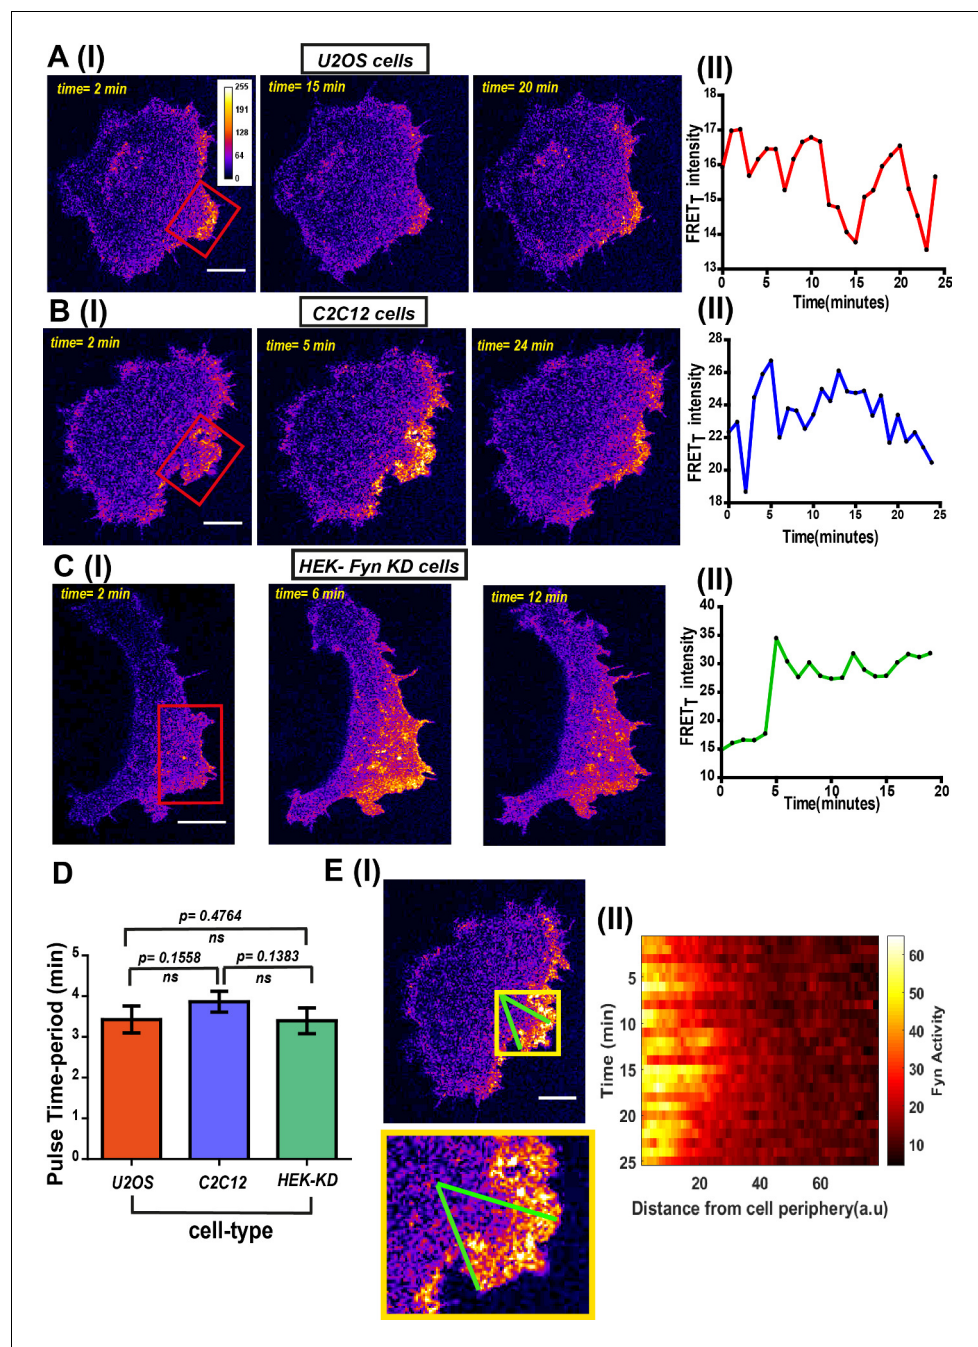 A (I)
U2OS cells
(II)
time= 2 min
time= 15 min
time= 20 min
255
191
128
64
0
FRETT intensity
18
17
16
15
14
13
0 5 10 15 20 25
Time(minutes)
B (I)
C2C12 cells
(II)
time= 2 min
time= 5 min
time= 24 min
FRETT intensity
28
26
24
22
20
18
0 5 10 15 20 25
Time(minutes)
C (I)
HEK- Fyn KD cells
(II)
time= 2 min
time= 6 min
time= 12 min
FRETT intensity
40
35
30
25
20
15
10
0 5 10 15 20
Time(minutes)
D
p= 0.4764
ns
p= 0.1558
ns
p= 0.1383
ns
Pulse Time-period (min)
5
4
3
2
1
0
U2OS C2C12 HEK-KD
cell-type
E (I)
(II)
Time (min)
5
10
15
20
25
20 40 60
Distance from cell periphery(a.u)
60
50
40
30
20
10
Fyn Activity